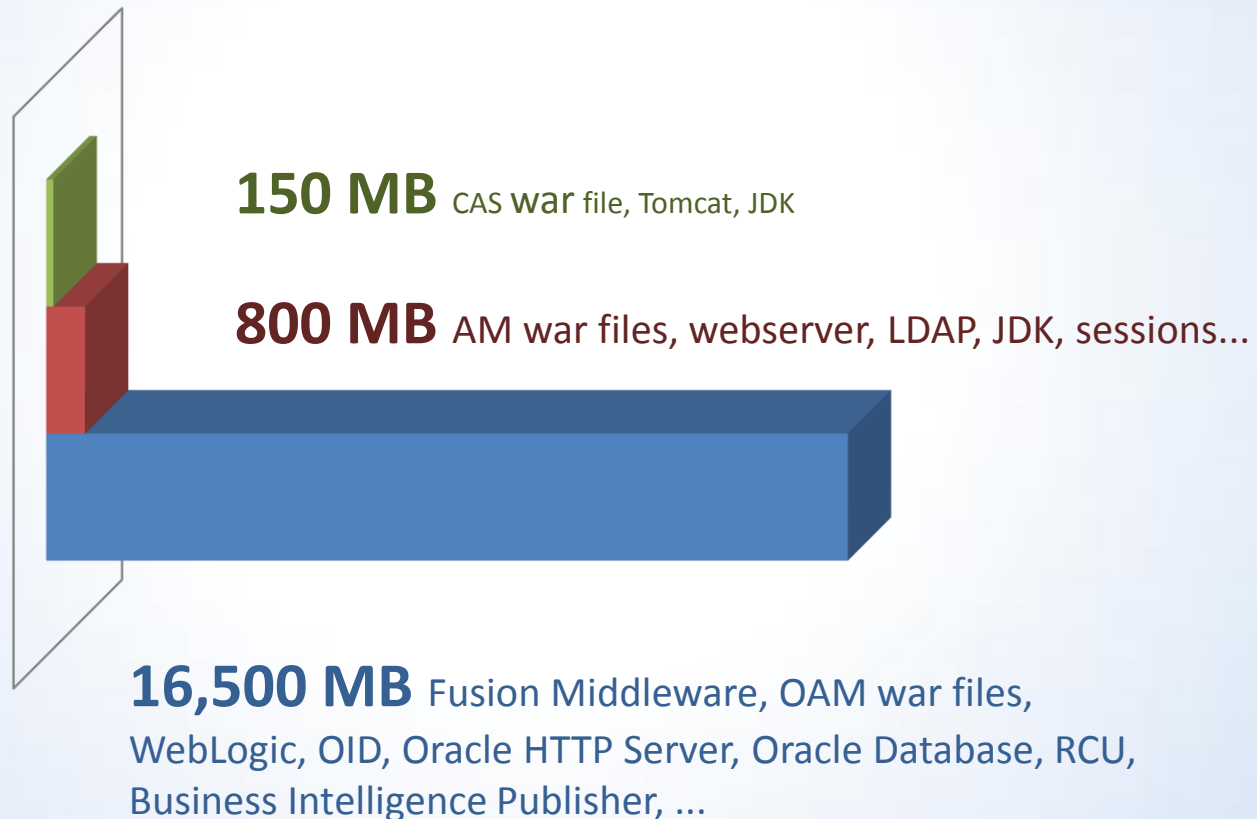 150 MB CAS war file, Tomcat, JDK
800 MB AM war files, webserver, LDAP, JDK, sessions...
16,500 MB Fusion Middleware, OAM war files,
WebLogic, OID, Oracle HTTP Server, Oracle Database, RCU,
Business Intelligence Publisher, ...